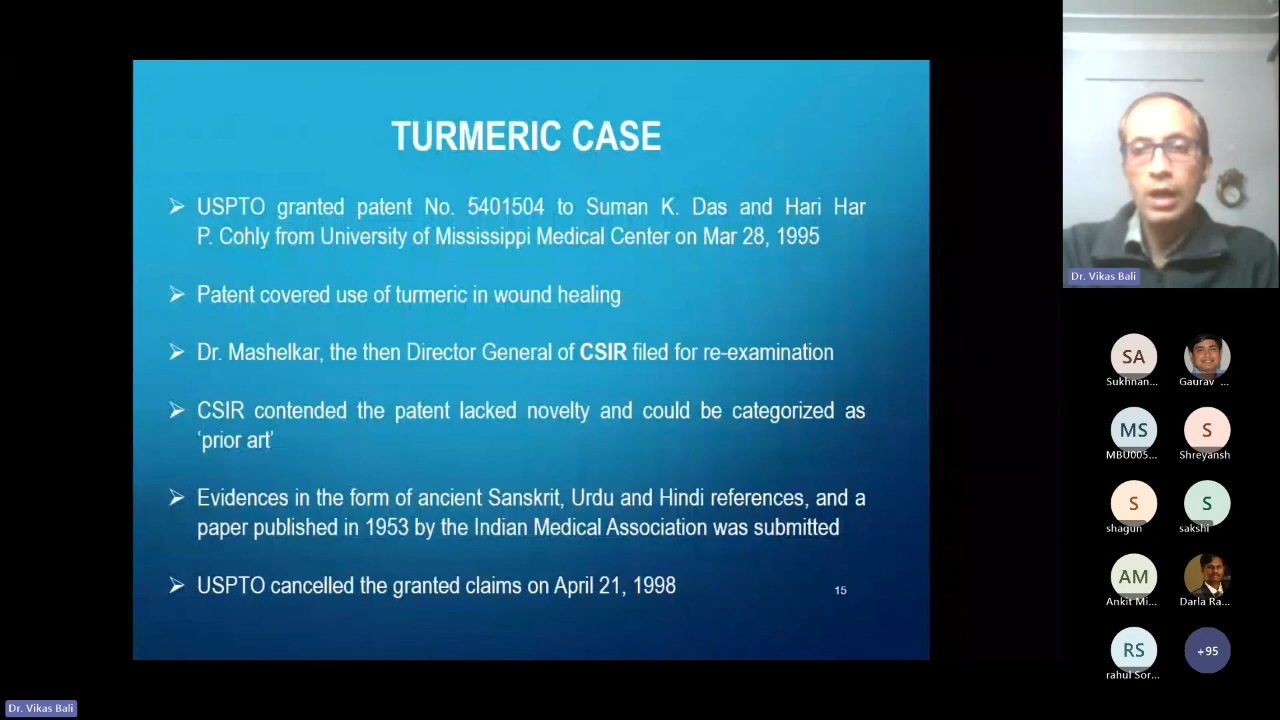 TURMERIC CASE
➢ USPTO granted patent No. 5401504 to Suman K. Das and Hari Har
P. Cohly from University of Mississippi Medical Center on Mar 28, 1995
➢ Patent covered use of turmeric in wound healing
➢ Dr. Mashelkar, the then Director General of CSIR filed for re-examination
➢ CSIR contended the patent lacked novelty and could be categorized as
‘prior art’
➢ Evidences in the form of ancient Sanskrit, Urdu and Hindi references, and a
paper published in 1953 by the Indian Medical Association was submitted
➢ USPTO cancelled the granted claims on April 21, 1998
15
Dr. Vikas Bali
SA
Sukhnan...
Gaurav ...
MS
MBU005...
S
Shreyansh
S
shagun
S
sakshi
AM
Ankit Mi...
Darla Ra...
RS
rahul Sor...
+95
Dr. Vikas Bali